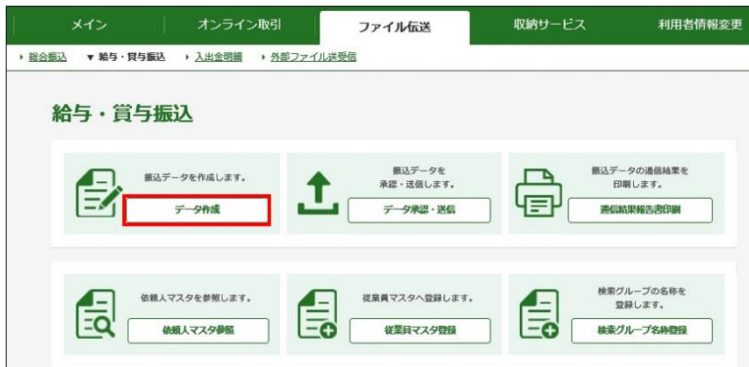 メイン オンライン取引 ファイル伝送 収納サービス 利用者情報変更
総合振込 ▼ 給与・賞与振込 入出金明細 外部ファイル送受信
給与・賞与振込
振込データを作成します。
データ作成
振込データを
承認・送信します。
データ承認・送信
振込データの通信結果を
印刷します。
通信結果報告書印刷
依頼人マスタを参照します。
依頼人マスタ参照
従業員マスタへ登録します。
従業員マスタ登録
検索グループの名称を
登録します。
検索グループ名称登録